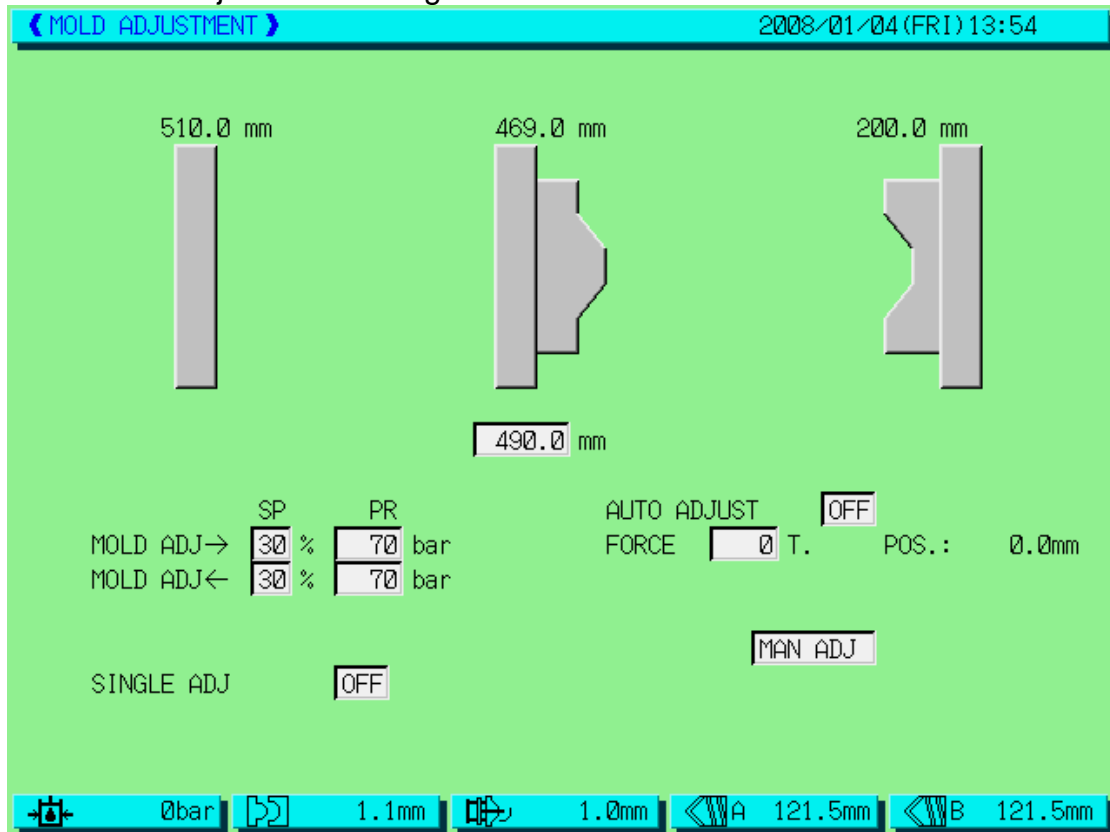 ❰MOLD ADJUSTMENT❱ 2008/01/04(FRI)13:54
510.0 mm 469.0 mm 200.0 mm
490.0 mm
SP PR AUTO ADJUST OFF
MOLD ADJ→ 30 % 70 bar FORCE 0 T. POS.: 0.0mm
MOLD ADJ← 30 % 70 bar
MAN ADJ
SINGLE ADJ OFF
0bar 1.1mm 1.0mm A 121.5mm B 121.5mm